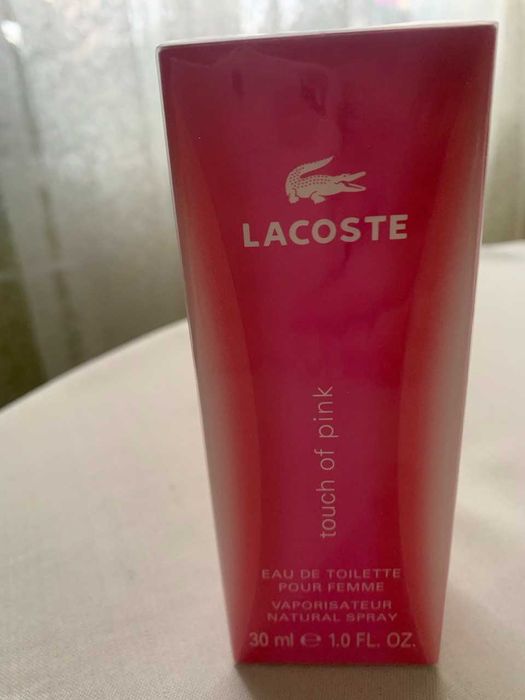 LACOSTE
touch of pink
EAU DE TOILETTE
POUR FEMME
VAPORISATEUR
NATURAL SPRAY
30 ml ℮ 1.0 FL. OZ.